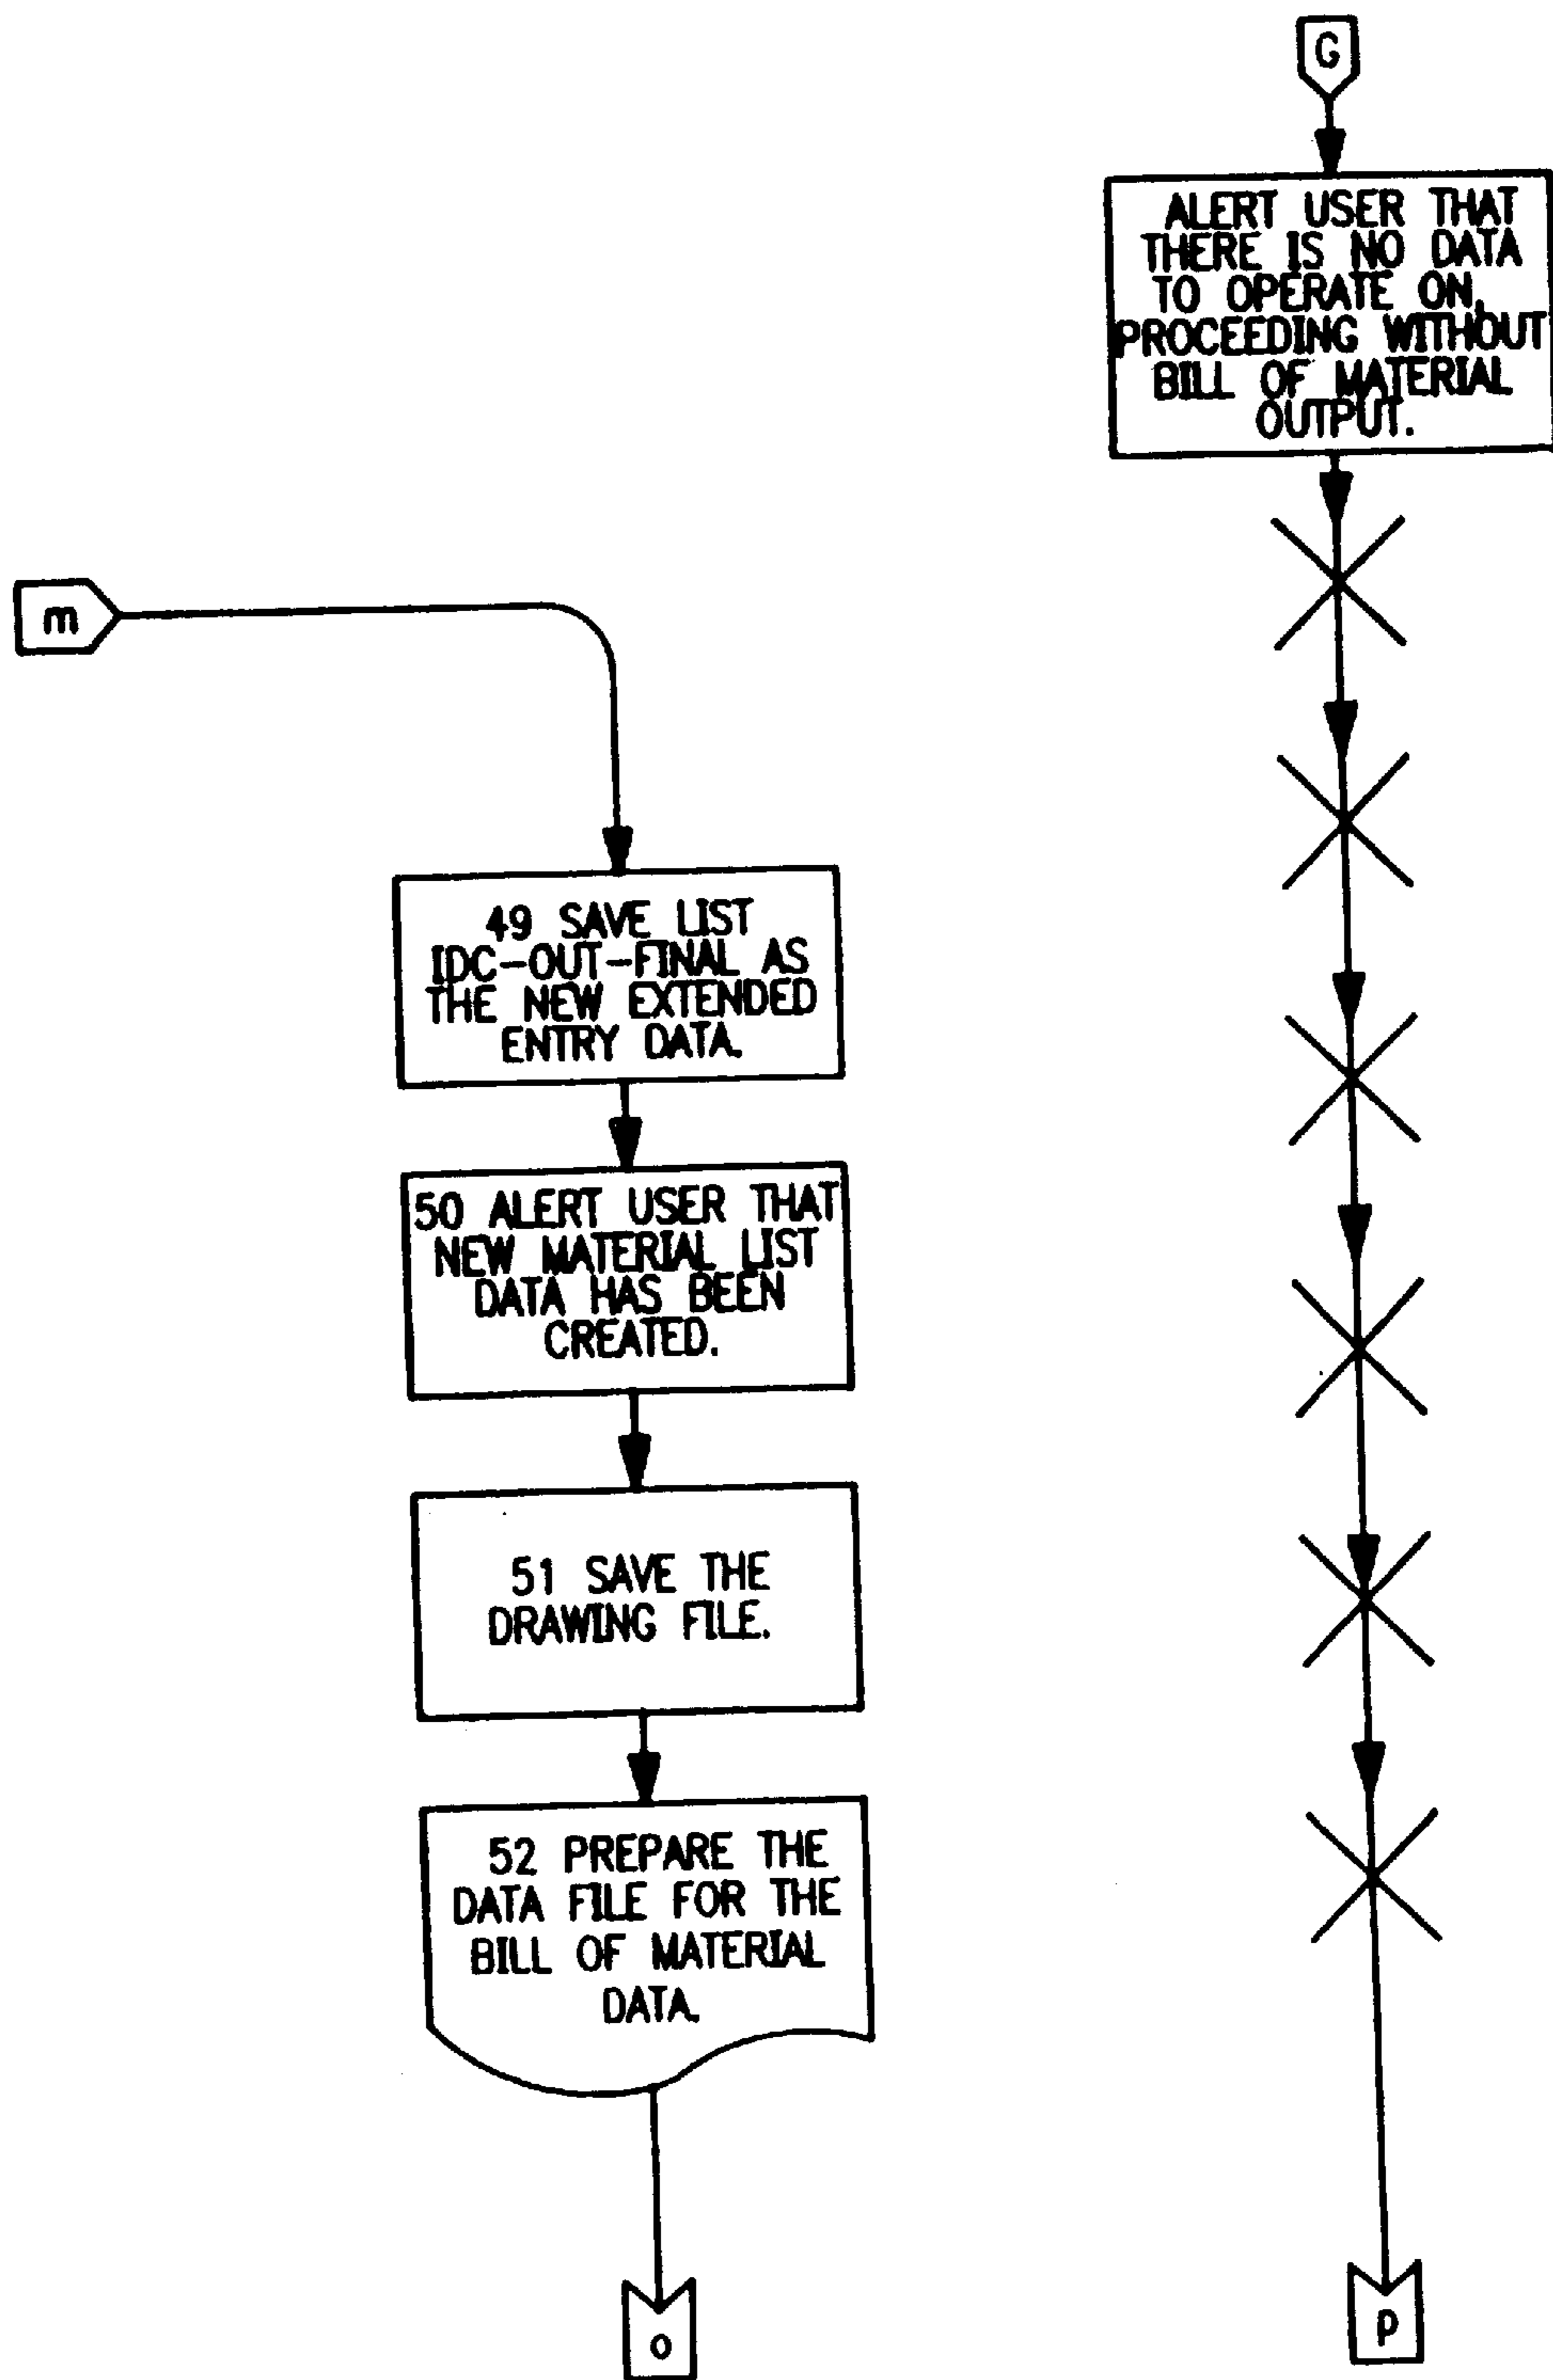 G
ALERT USER THAT
THERE IS NO DATA
TO OPERATE ON,
PROCEEDING WITHOUT
BILL OF MATERIAL
OUTPUT.
m
49 SAVE LIST
IDC-OUT-FINAL AS
THE NEW EXTENDED
ENTRY DATA.
50 ALERT USER THAT
NEW MATERIAL LIST
DATA HAS BEEN
CREATED.
51 SAVE THE
DRAWING FILE.
52 PREPARE THE
DATA FILE FOR THE
BILL OF MATERIAL
DATA.
o
p